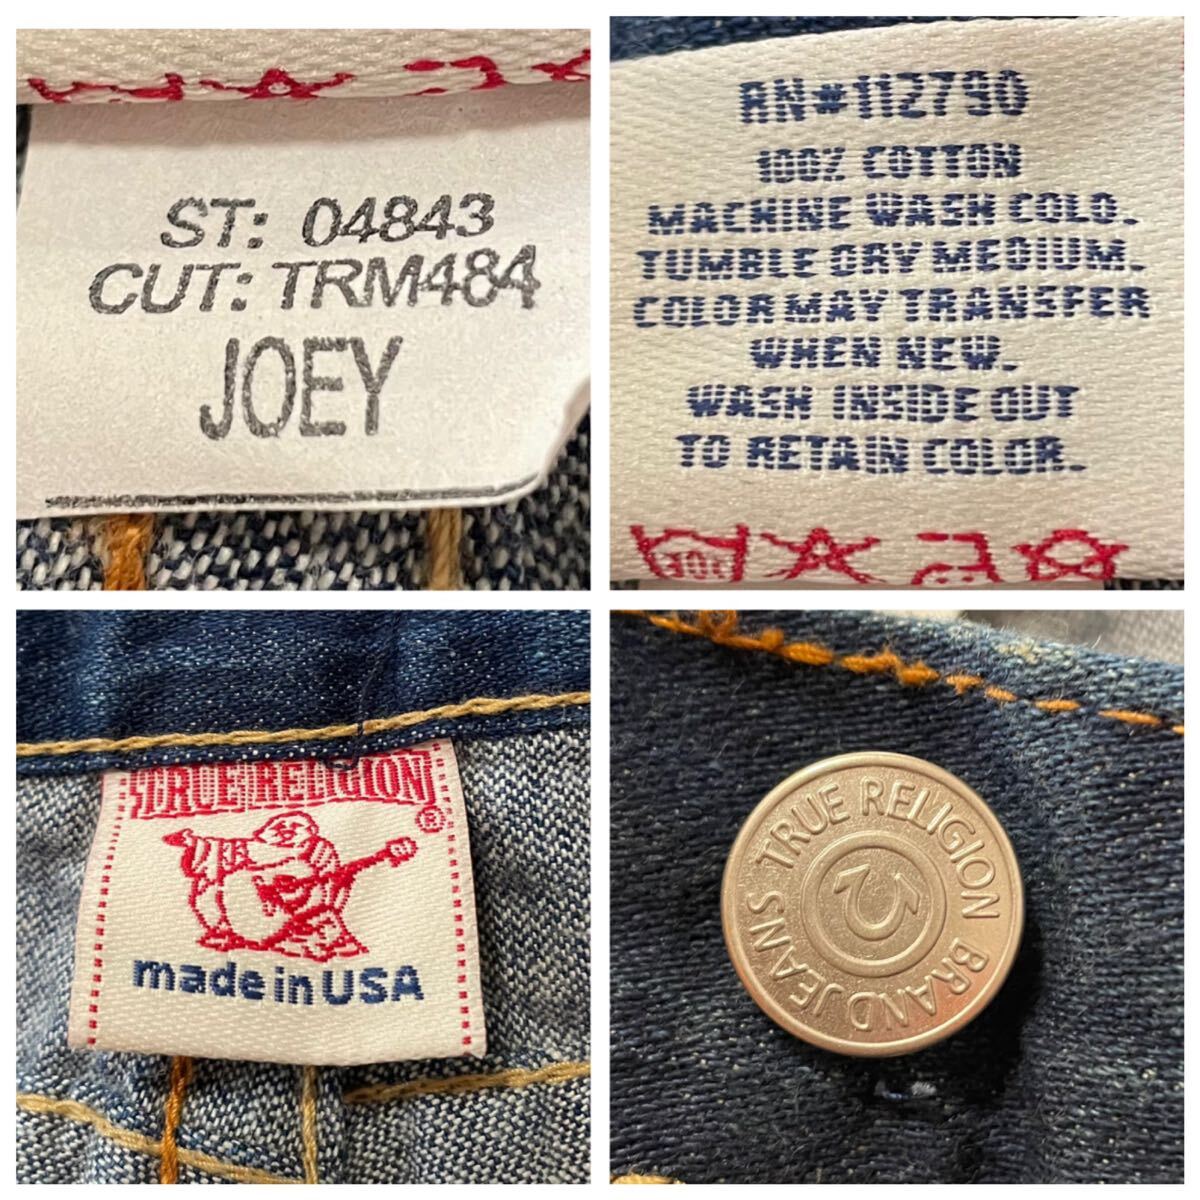 ST: 04843
CUT: TRM484
JOEY
RN#112790
100% COTTON
MACHINE WASH COLD.
TUMBLE DRY MEDIUM.
COLOR MAY TRANSFER
WHEN NEW.
WASH INSIDE OUT
TO RETAIN COLOR.
TRUE RELIGION
®
made in USA
TRUE RELIGION BRAND JEANS